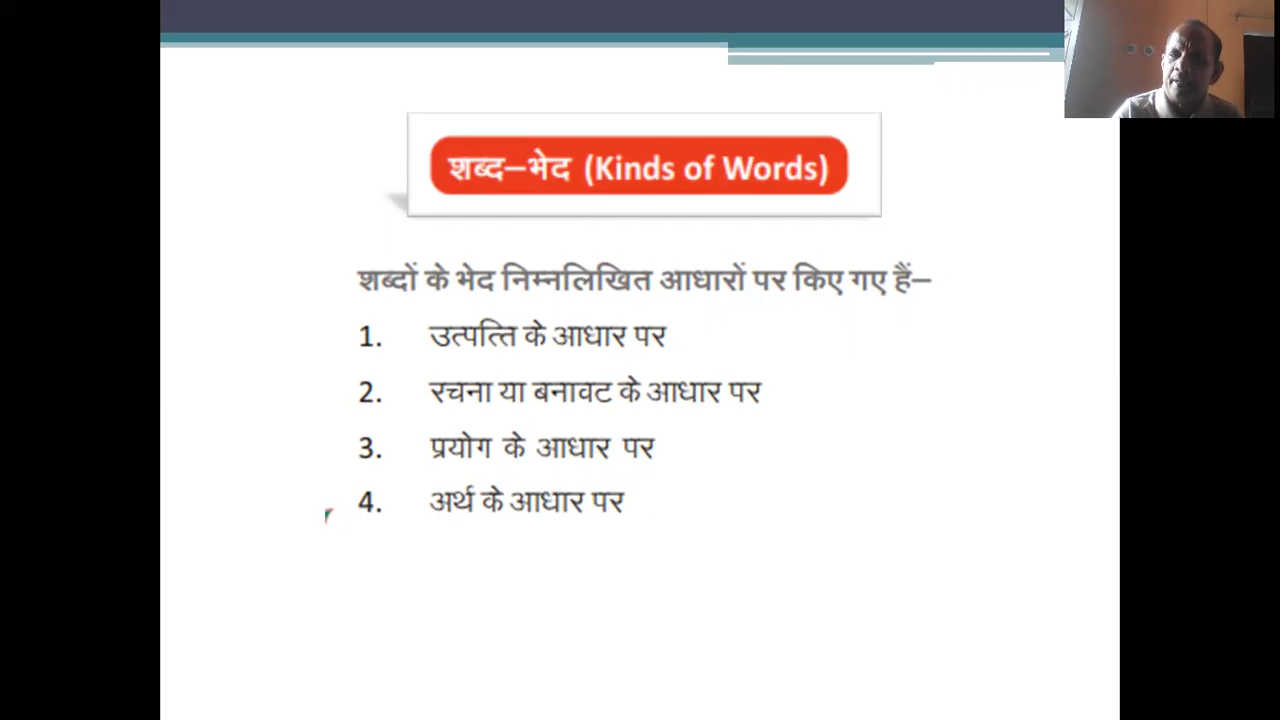 शब्द–भेद (Kinds of Words)
शब्दों के भेद निम्नलिखित आधारों पर किए गए हैं–
1. उत्पत्ति के आधार पर
2. रचना या बनावट के आधार पर
3. प्रयोग के आधार पर
4. अर्थ के आधार पर